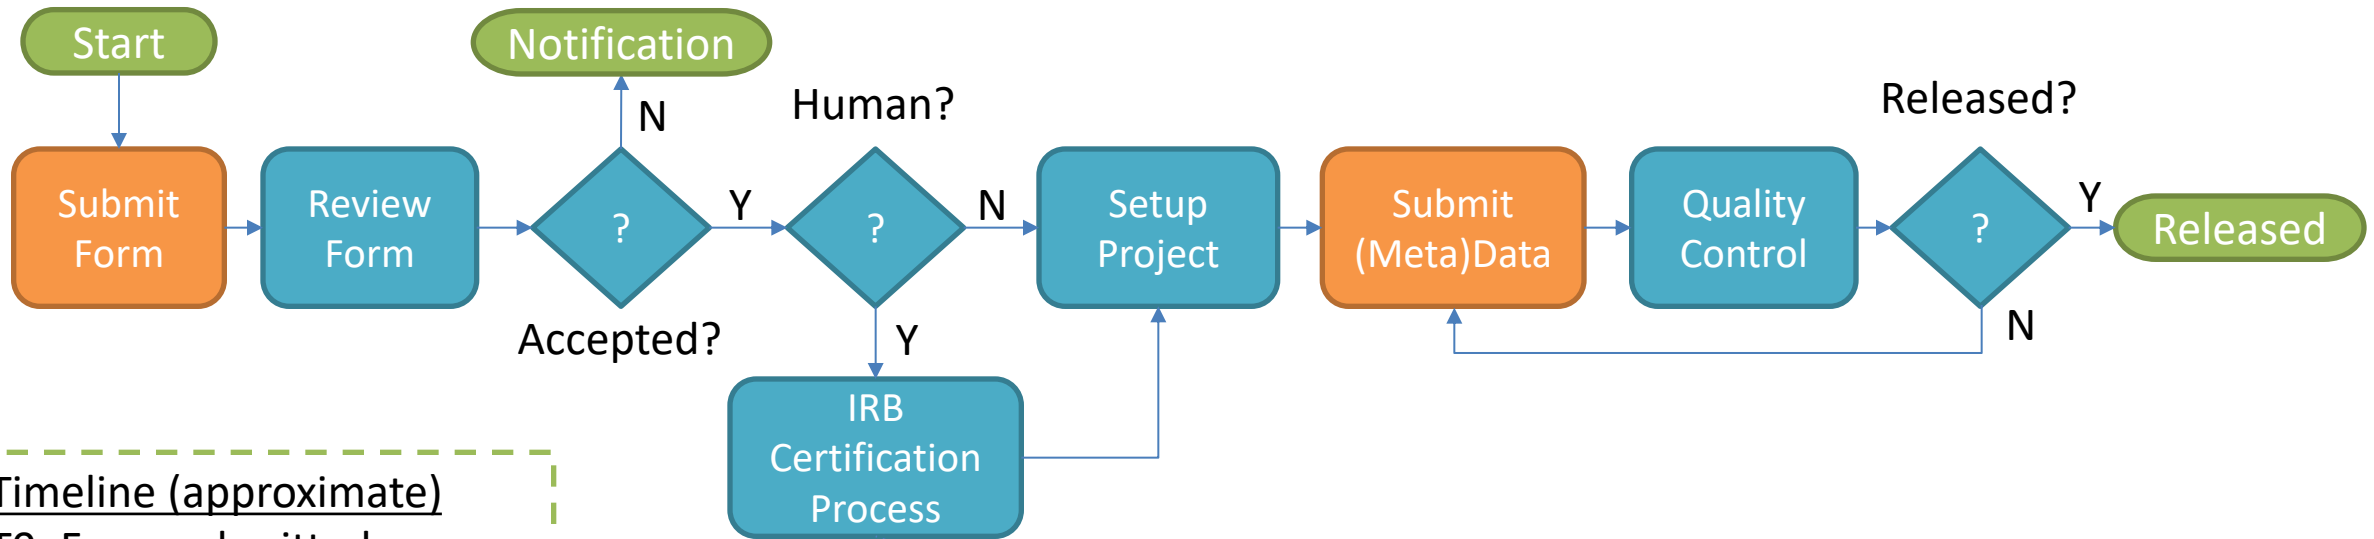 Start
Notification
N
Human?
Released?
Submit
Form
Review
Form
?
Y
?
N
Setup
Project
Submit
(Meta)Data
Quality
Control
?
Y
Released
Accepted?
Y
N
IRB
Certification
Process
Timeline (approximate)